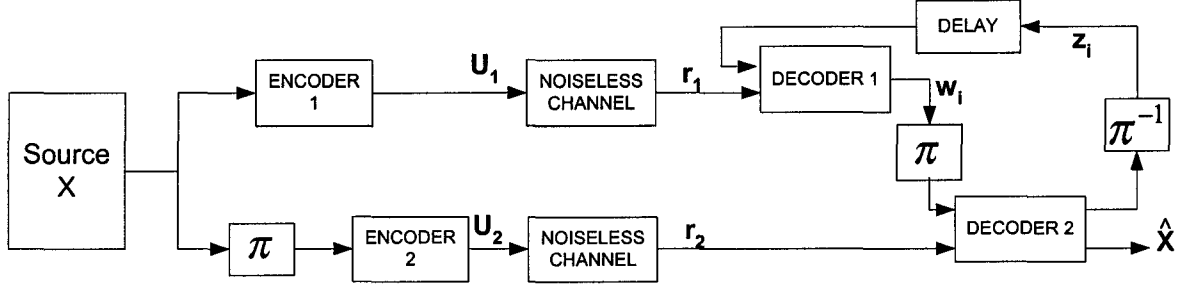 DELAY
z_i
ENCODER
1
U_1
NOISELESS
CHANNEL
r_1
DECODER 1
w_i
π
π^{-1}
Source
X
π
ENCODER
2
U_2
NOISELESS
CHANNEL
r_2
DECODER 2
X̂